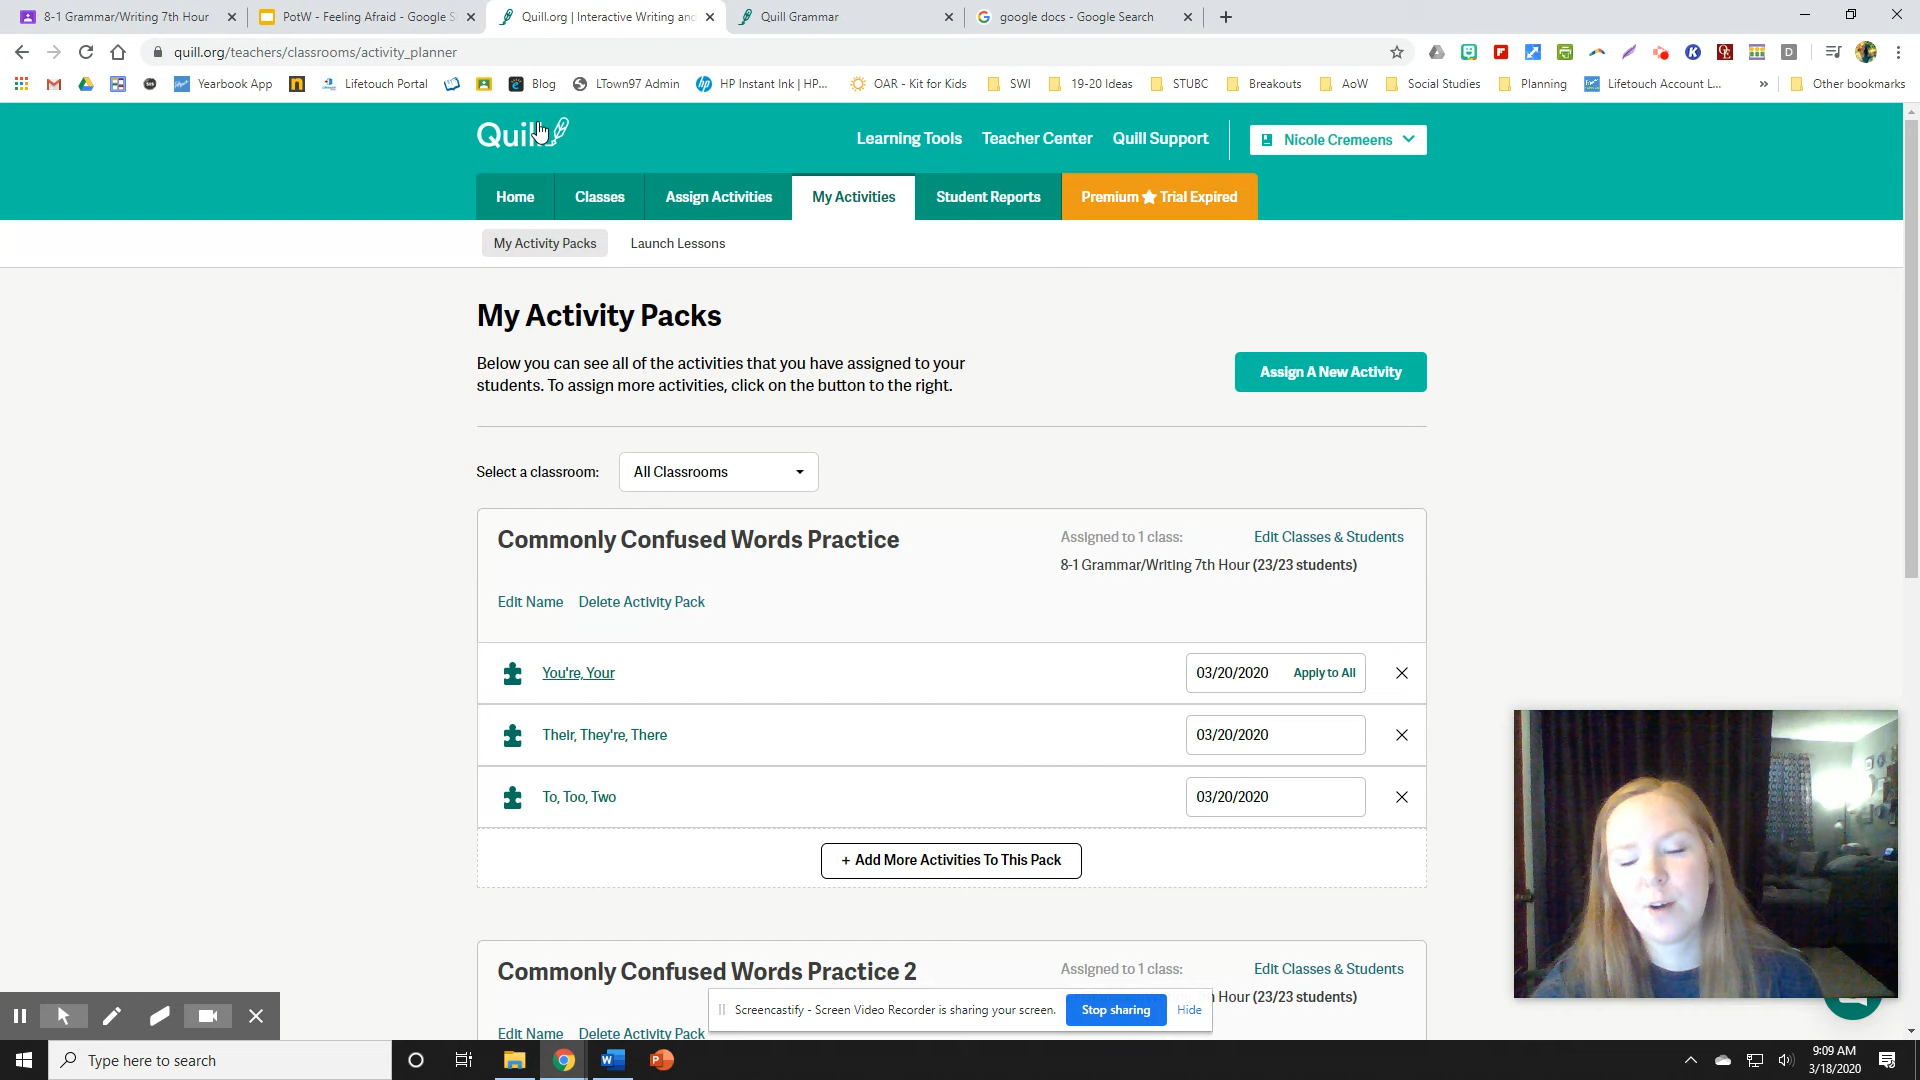 8-1 Grammar/Writing 7th Hour
PotW - Feeling Afraid - Google S
Quill.org | Interactive Writing and
Quill Grammar
google docs - Google Search
quill.org/teachers/classrooms/activity_planner
Yearbook App
Lifetouch Portal
Blog
LTown97 Admin
HP Instant Ink | HP...
OAR - Kit for Kids
SWI
19-20 Ideas
STUBC
Breakouts
AoW
Social Studies
Planning
Lifetouch Account L...
»
Other bookmarks
Quill
Learning Tools
Teacher Center
Quill Support
Nicole Cremeens
Home
Classes
Assign Activities
My Activities
Student Reports
Premium ★ Trial Expired
My Activity Packs
Launch Lessons
My Activity Packs
Below you can see all of the activities that you have assigned to your
students. To assign more activities, click on the button to the right.
Assign A New Activity
Select a classroom:
All Classrooms
Commonly Confused Words Practice
Assigned to 1 class:
Edit Classes & Students
8-1 Grammar/Writing 7th Hour (23/23 students)
Edit Name
Delete Activity Pack
You're, Your
03/20/2020
Apply to All
Their, They're, There
03/20/2020
To, Too, Two
03/20/2020
+ Add More Activities To This Pack
Commonly Confused Words Practice 2
Assigned to 1 class:
Edit Classes & Students
Hour (23/23 students)
Screencastify - Screen Video Recorder is sharing your screen.
Stop sharing
Hide
Edit Name
Delete Activity Pack
Type here to search
9:09 AM
3/18/2020